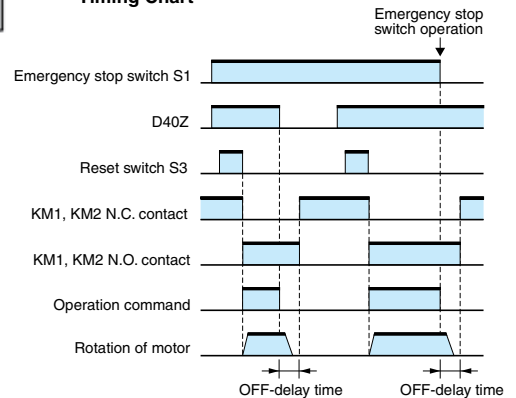 Timing Chart
Emergency stop
switch operation
Emergency stop switch S1
D40Z
Reset switch S3
KM1, KM2 N.C. contact
KM1, KM2 N.O. contact
Operation command
Rotation of motor
OFF-delay time
OFF-delay time